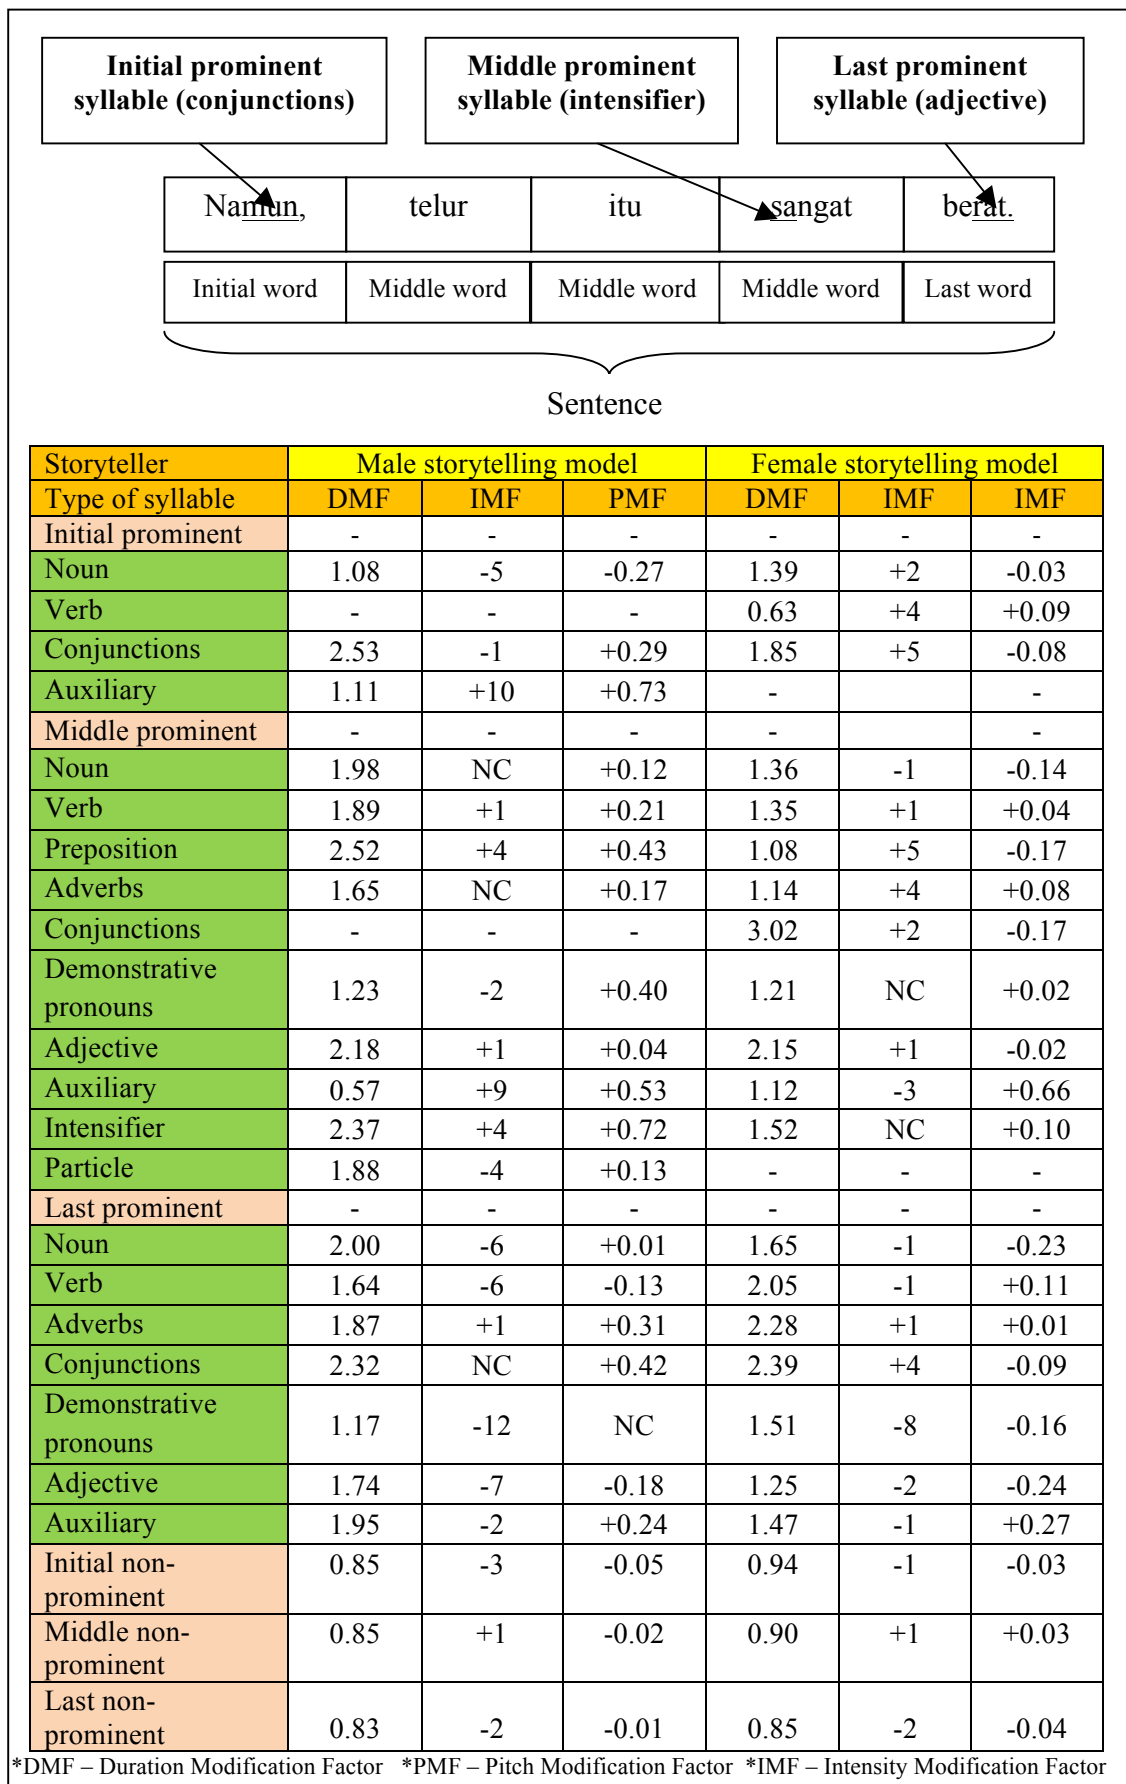 Initial prominent syllable (conjunctions)
Middle prominent syllable (intensifier)
Last prominent syllable (adjective)
Namun, telur itu sangat berat.
Initial word Middle word Middle word Middle word Last word
Sentence
Storyteller Male storytelling model Female storytelling model
Type of syllable DMF IMF PMF DMF IMF IMF
Initial prominent - - - - - -
Noun 1.08 -5 -0.27 1.39 +2 -0.03
Verb - - - 0.63 +4 +0.09
Conjunctions 2.53 -1 +0.29 1.85 +5 -0.08
Auxiliary 1.11 +10 +0.73 - -
Middle prominent - - - - -
Noun 1.98 NC +0.12 1.36 -1 -0.14
Verb 1.89 +1 +0.21 1.35 +1 +0.04
Preposition 2.52 +4 +0.43 1.08 +5 -0.17
Adverbs 1.65 NC +0.17 1.14 +4 +0.08
Conjunctions - - - 3.02 +2 -0.17
Demonstrative pronouns 1.23 -2 +0.40 1.21 NC +0.02
Adjective 2.18 +1 +0.04 2.15 +1 -0.02
Auxiliary 0.57 +9 +0.53 1.12 -3 +0.66
Intensifier 2.37 +4 +0.72 1.52 NC +0.10
Particle 1.88 -4 +0.13 - - -
Last prominent - - - - - -
Noun 2.00 -6 +0.01 1.65 -1 -0.23
Verb 1.64 -6 -0.13 2.05 -1 +0.11
Adverbs 1.87 +1 +0.31 2.28 +1 +0.01
Conjunctions 2.32 NC +0.42 2.39 +4 -0.09
Demonstrative pronouns 1.17 -12 NC 1.51 -8 -0.16
Adjective 1.74 -7 -0.18 1.25 -2 -0.24
Auxiliary 1.95 -2 +0.24 1.47 -1 +0.27
Initial non-prominent 0.85 -3 -0.05 0.94 -1 -0.03
Middle non-prominent 0.85 +1 -0.02 0.90 +1 +0.03
Last non-prominent 0.83 -2 -0.01 0.85 -2 -0.04
*DMF – Duration Modification Factor *PMF – Pitch Modification Factor *IMF – Intensity Modification Factor